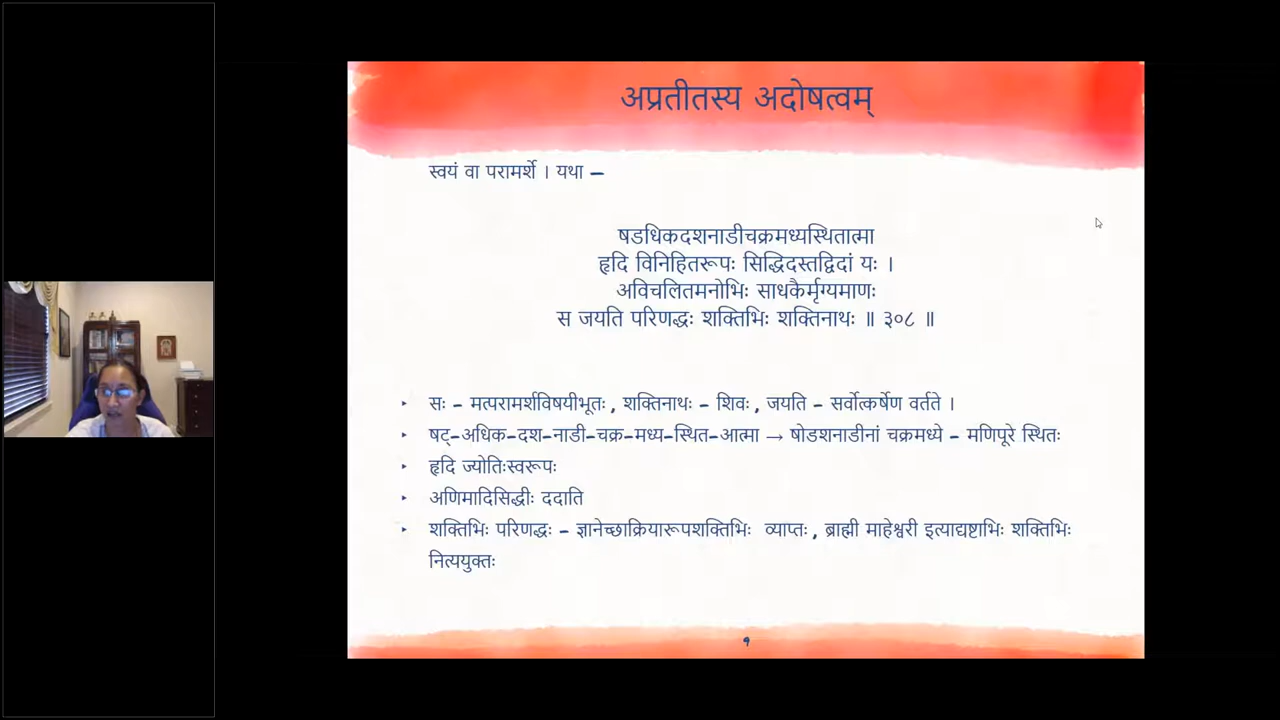 अप्रतीतस्य अदोषत्वम्
स्वयं वा परामर्शे । यथा –
षडधिकदशनाडीचक्रमध्यस्थितात्मा
हृदि विनिहितरूपः सिद्धिदस्तद्विदां यः ।
अविचलितमनोभिः साधकैर्मृग्यमाणः
स जयति परिणद्धः शक्तिभिः शक्तिनाथः ॥ ३०८ ॥
‣ सः – मत्परामर्शविषयीभूतः, शक्तिनाथः – शिवः, जयति – सर्वोत्कर्षेण वर्तते ।
‣ षट्-अधिक-दश-नाडी-चक्र-मध्य-स्थित-आत्मा → षोडशनाडीनां चक्रमध्ये – मणिपूरे स्थितः
‣ हृदि ज्योतिःस्वरूपः
‣ अणिमादिसिद्धीः ददाति
‣ शक्तिभिः परिणद्धः – ज्ञानेच्छाक्रियारूपशक्तिभिः व्याप्तः, ब्राह्मी माहेश्वरी इत्याद्यष्टाभिः शक्तिभिः
नित्ययुक्तः
९